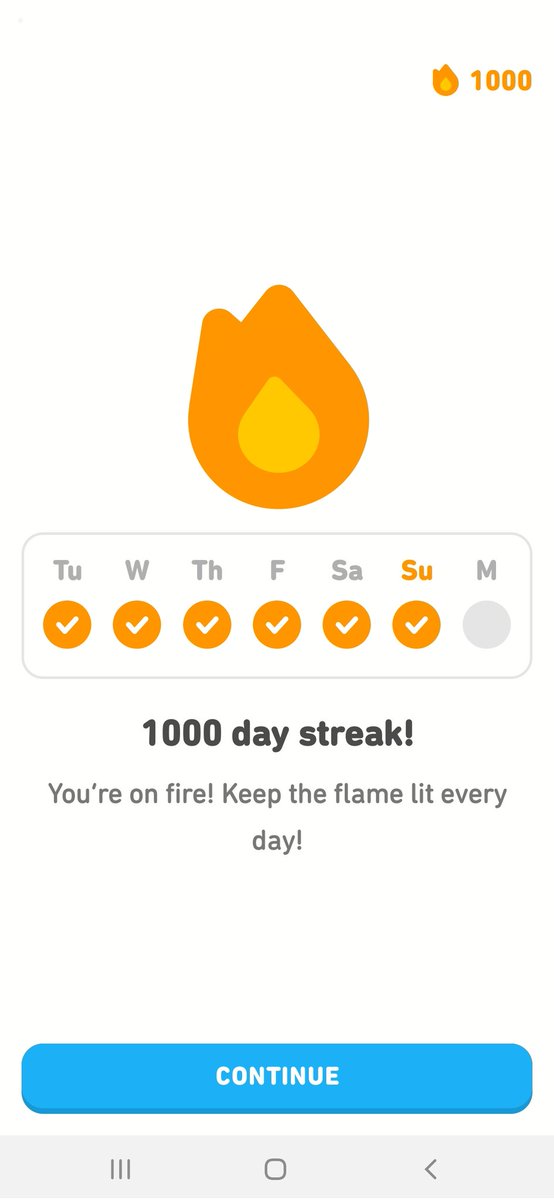 1000
Tu W Th F Sa Su M
1000 day streak!
You're on fire! Keep the flame lit every
day!
CONTINUE